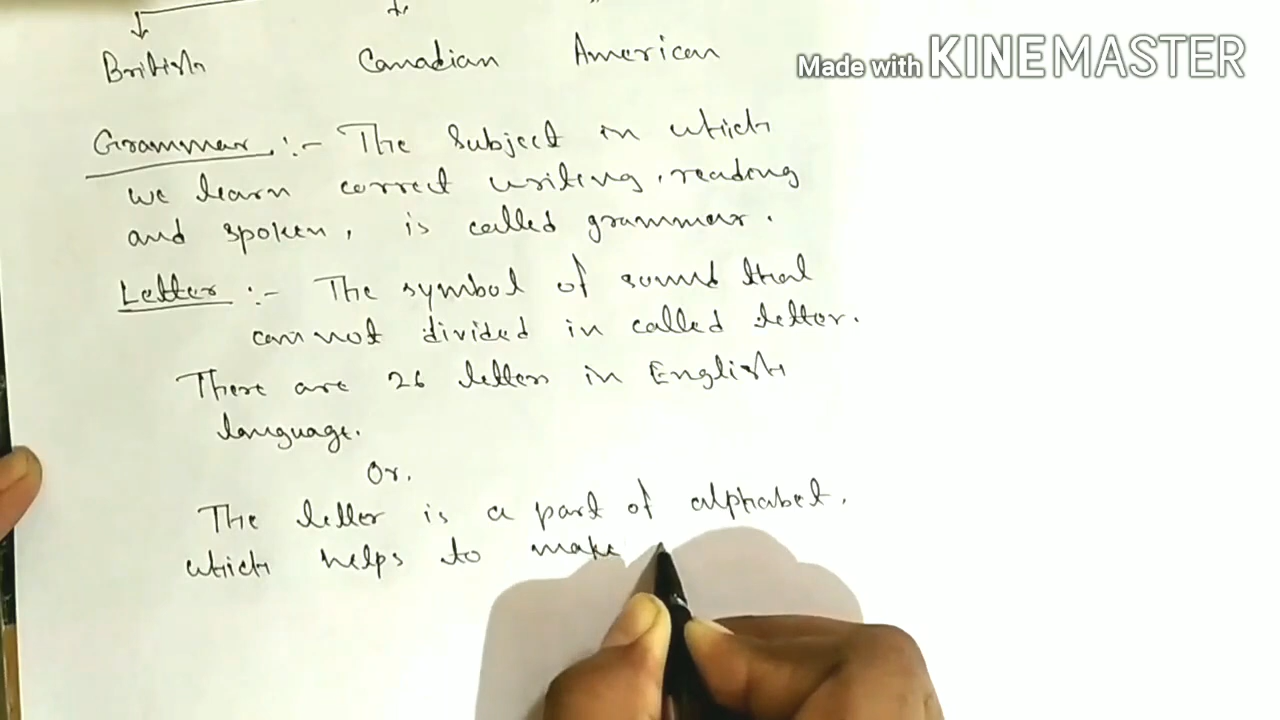 British Canadian American
Made with KINEMASTER
Grammar :- The Subject in which
we learn correct writing, reading
and spoken, is called grammar.
Letter :- The symbol of sound that
can not divided in called letter.
There are 26 letters in English
language.
Or.
The letter is a part of alphabet.
which helps to make